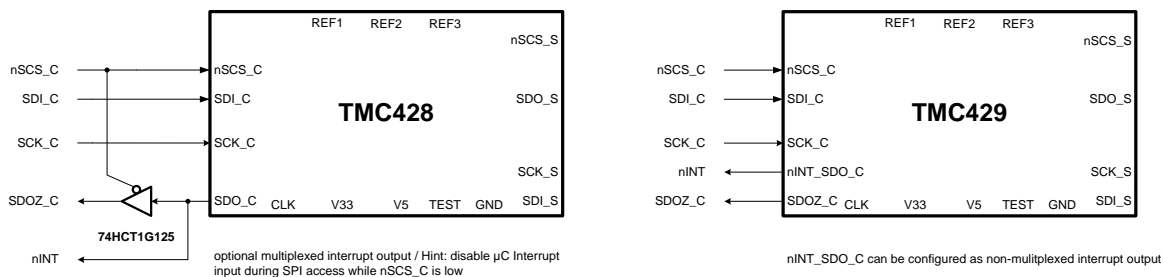 REF1 REF2 REF3
nSCS_S
nSCS_C nSCS_C
SDI_C SDI_C
TMC428
SCK_C SCK_C
SCK_S
SDOZ_C SDO_C CLK V33 V5 TEST GND SDI_S
74HCT1G125
nINT
optional multiplexed interrupt output / Hint: disable µC Interrupt
input during SPI access while nSCS_C is low
REF1 REF2 REF3
nSCS_S
nSCS_C nSCS_C
SDI_C SDI_C SDO_S
TMC429
SCK_C SCK_C
nINT nINT_SDO_C SCK_S
SDOZ_C SDOZ_C CLK V33 V5 TEST GND SDI_S
nINT_SDO_C can be configured as non-mulitplexed interrupt output